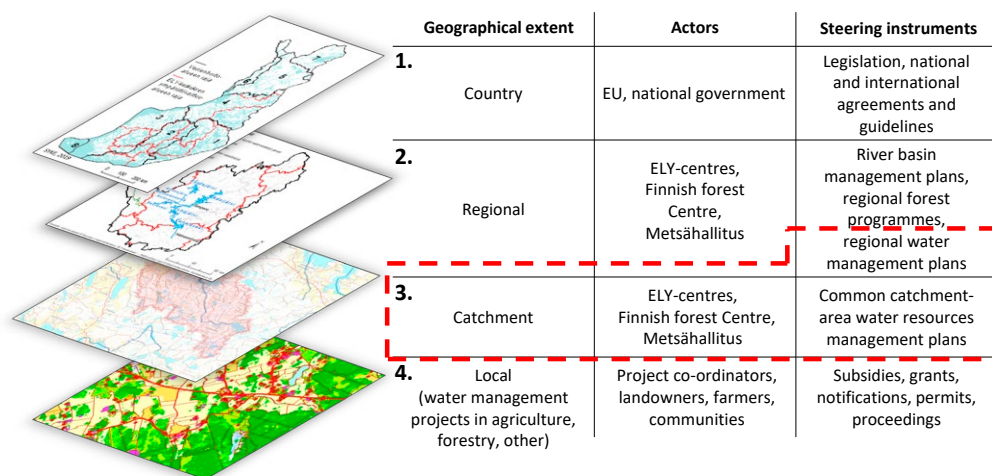 Geographical extent
Actors
Steering instruments
1.
Country
EU, national government
Legislation, national
and international
agreements and
guidelines
2.
Regional
ELY-centres,
Finnish forest
Centre,
Metsähallitus
River basin
management plans,
regional forest
programmes,
regional water
management plans
3.
Catchment
ELY-centres,
Finnish forest Centre,
Metsähallitus
Common catchment-
area water resources
management plans
4.
Local
(water management
projects in agriculture,
forestry, other)
Project co-ordinators,
landowners, farmers,
communities
Subsidies, grants,
notifications, permits,
proceedings